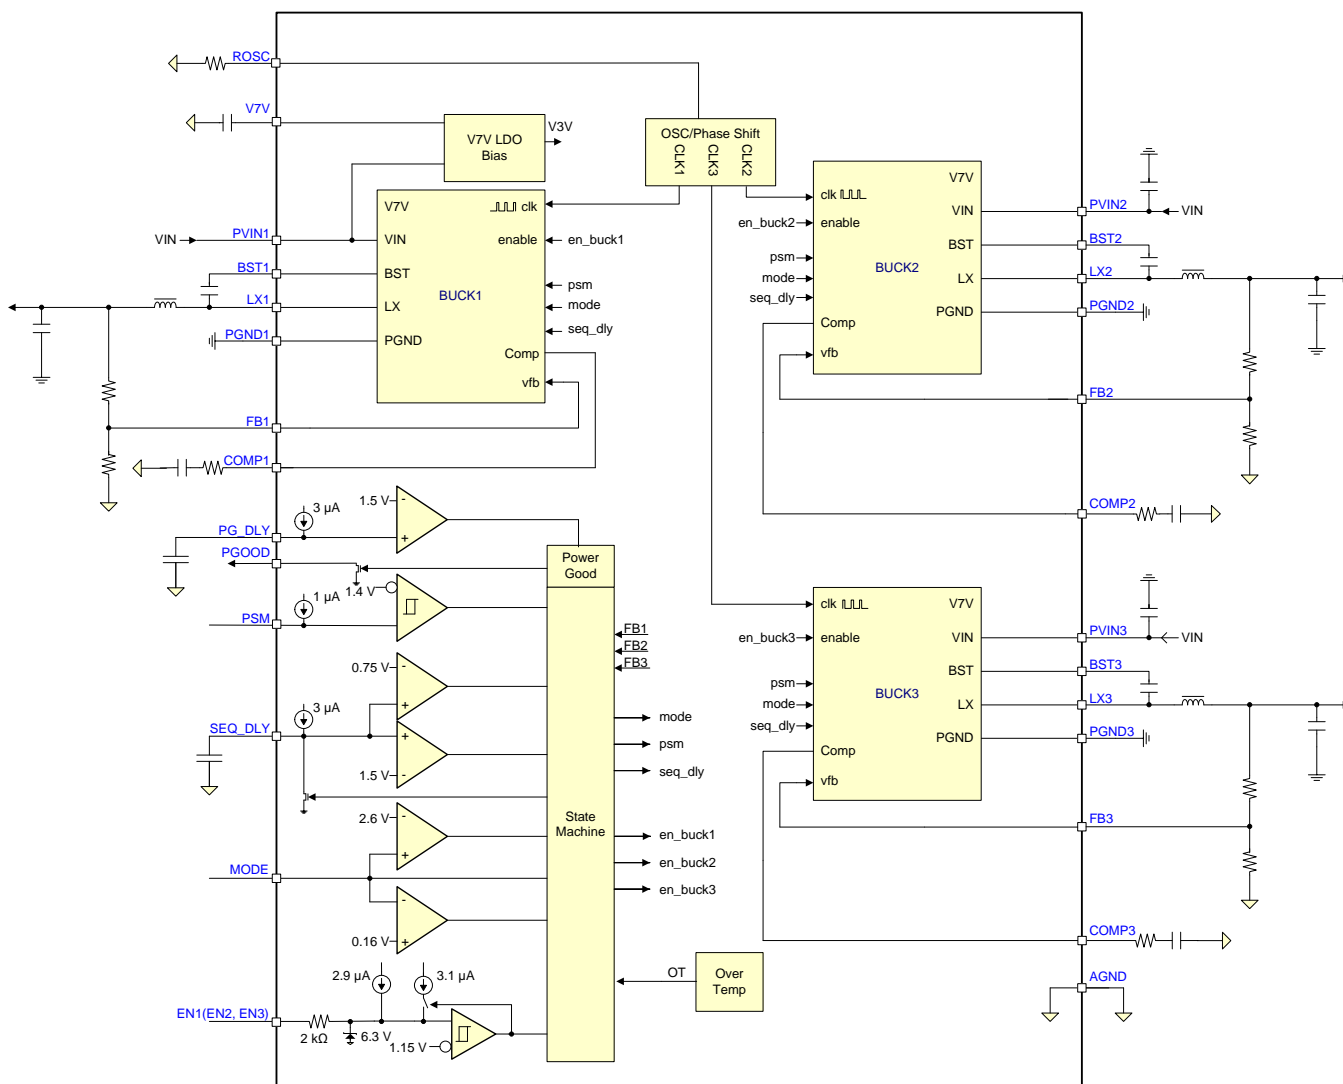 ROSC
V7V
V7V LDO
Bias
V3V
OSC/Phase Shift
CLK1
CLK3
CLK2
V7V
clk
VIN
PVIN1
VIN
enable
en_buck1
BST1
BST
psm
BUCK1
LX1
LX
mode
seq_dly
PGND1
PGND
Comp
vfb
FB1
COMP1
V7V
clk
VIN
PVIN2
VIN
en_buck2
enable
BST
BST2
psm
BUCK2
mode
LX
LX2
seq_dly
PGND
PGND2
Comp
vfb
FB2
COMP2
1.5 V
-
3 µA
PG_DLY
+
PGOOD
Power
Good
1.4 V
1 µA
PSM
FB1
FB2
FB3
0.75 V
-
3 µA
+
SEQ_DLY
+
1.5 V
-
mode
psm
seq_dly
2.6 V
-
State
Machine
+
MODE
-
0.16 V
+
en_buck1
en_buck2
en_buck3
2.9 µA
3.1 µA
OT
Over
Temp
EN1(EN2, EN3)
2 kΩ
6.3 V
1.15 V
clk
V7V
en_buck3
enable
VIN
PVIN3
VIN
BST
BST3
psm
BUCK3
mode
LX
LX3
seq_dly
PGND
PGND3
Comp
vfb
FB3
COMP3
AGND